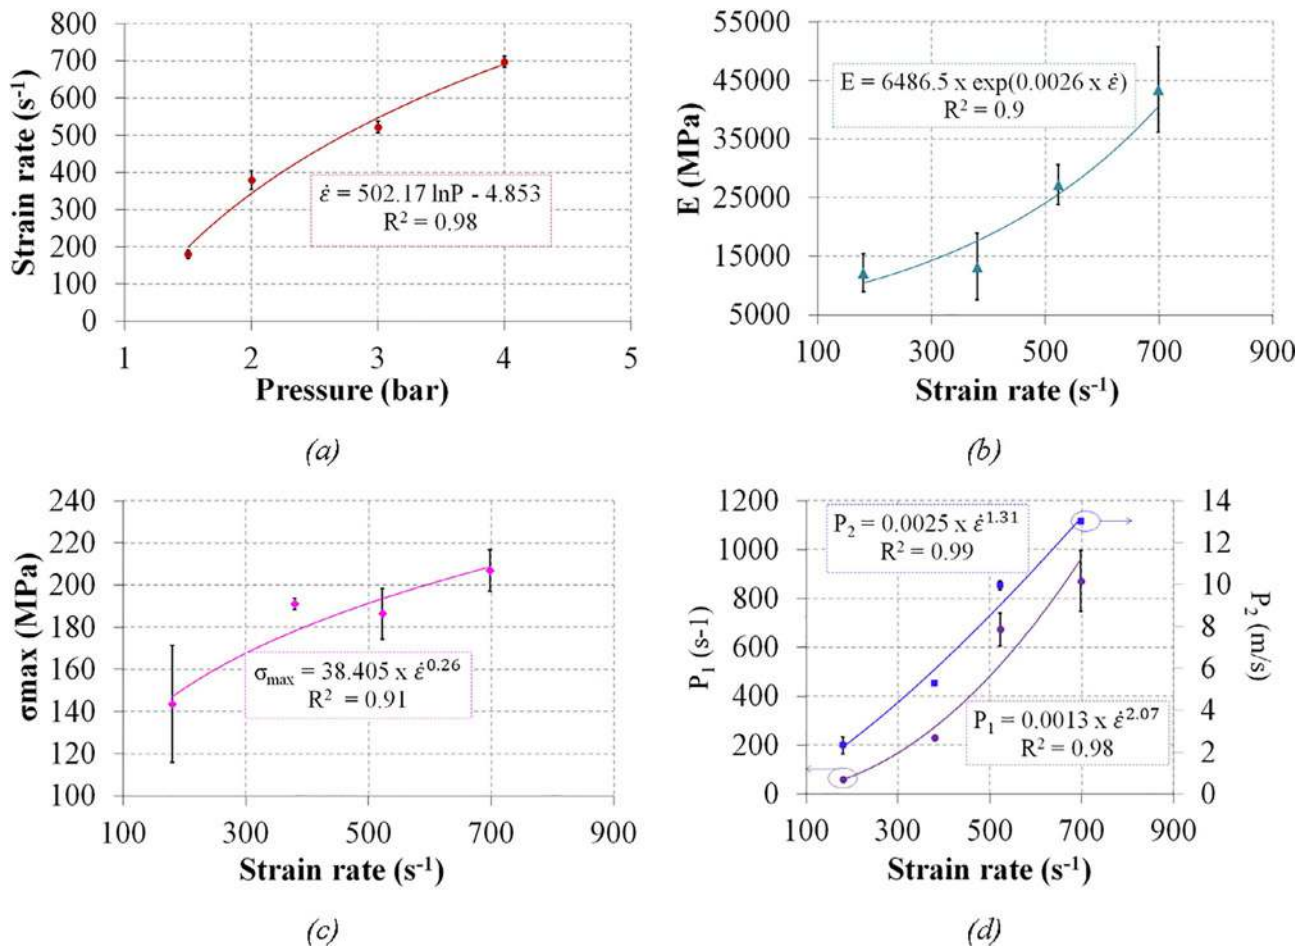 800
700
600
500
400
300
200
100
0
Strain rate (s⁻¹)
ε̇ = 502.17 lnP - 4.853
R² = 0.98
1 2 3 4 5
Pressure (bar)
(a)
55000
45000
35000
25000
15000
5000
E (MPa)
E = 6486.5 x exp(0.0026 x ε̇)
R² = 0.9
100 300 500 700 900
Strain rate (s⁻¹)
(b)
240
220
200
180
160
140
120
100
σmax (MPa)
σmax = 38.405 x ε̇^0.26
R² = 0.91
100 300 500 700 900
Strain rate (s⁻¹)
(c)
1200
1000
800
600
400
200
0
P₁ (s-1)
P₂ = 0.0025 x ε̇^1.31
R² = 0.99
P₁ = 0.0013 x ε̇^2.07
R² = 0.98
14
12
10
8
6
4
2
0
P₂ (m/s)
100 300 500 700 900
Strain rate (s⁻¹)
(d)